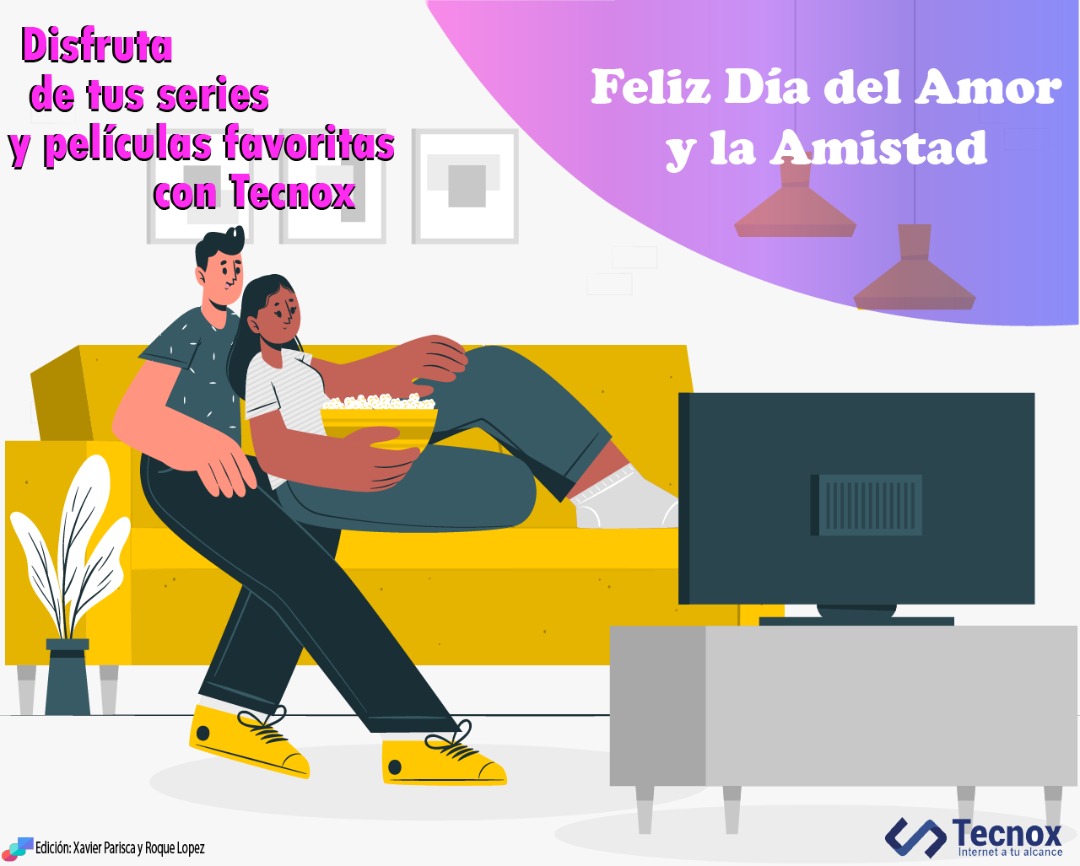 Disfruta
de tus series
y películas favoritas
con Tecnox
Feliz Día del Amor
y la Amistad
Edición: Xavier Parisca y Roque Lopez
Tecnox
Internet a tu alcance